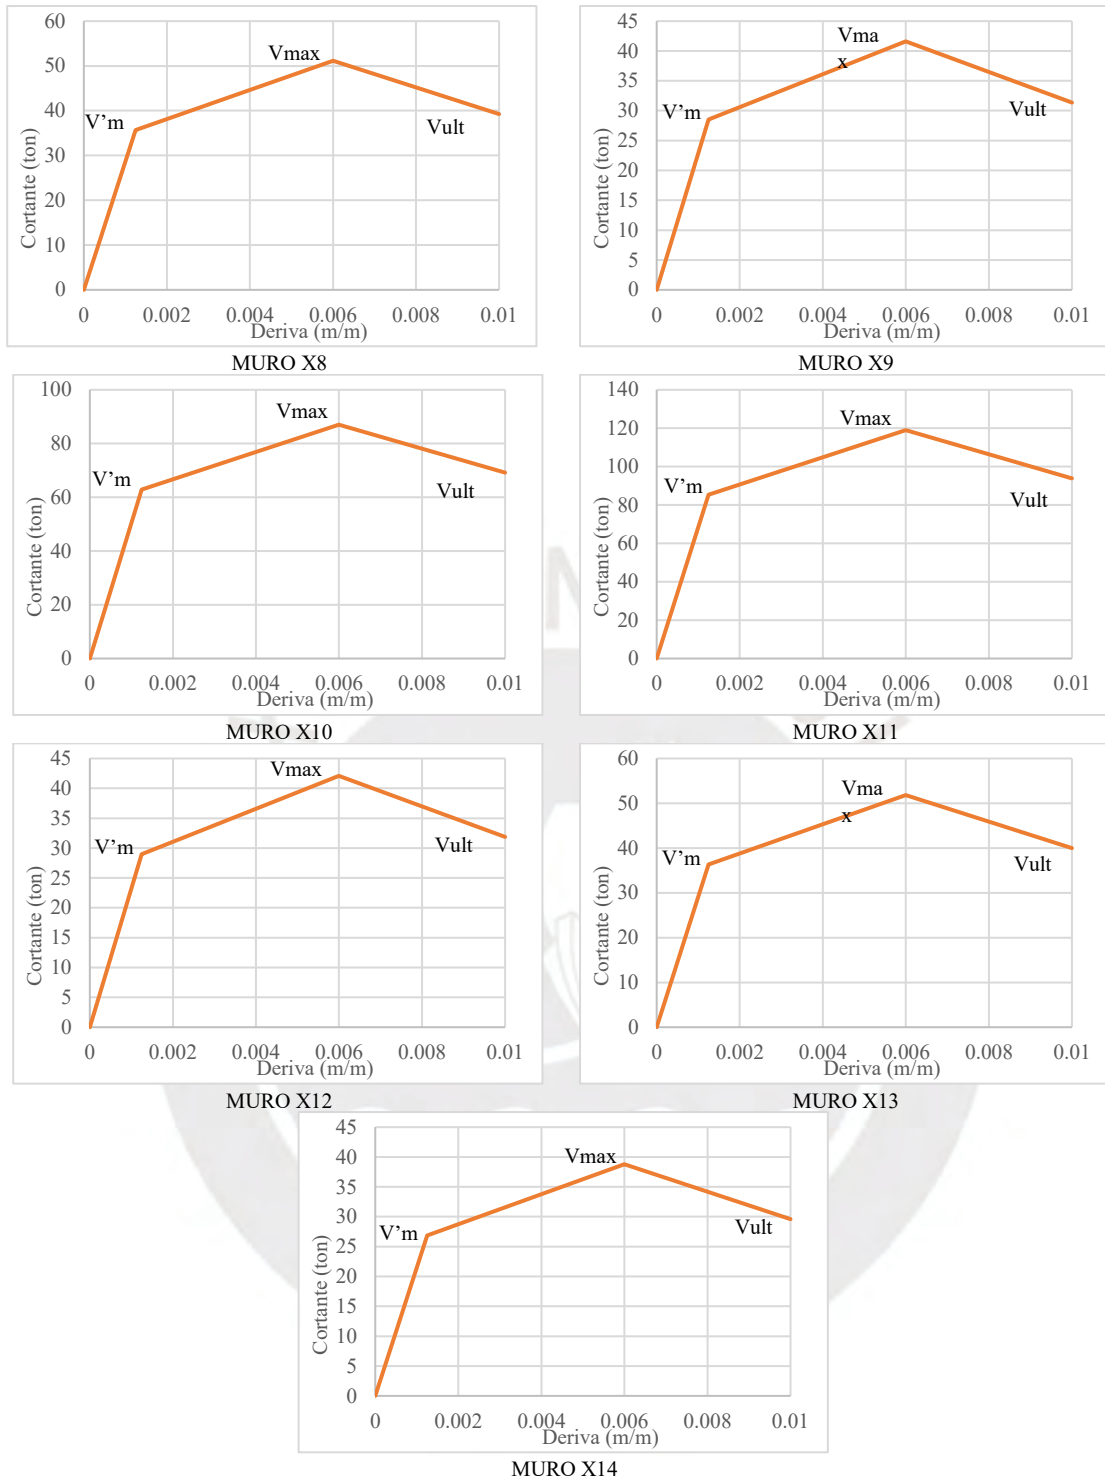 60
50
40
30
20
10
0
Cortante (ton)
Vmax
V’m
Vult
0 0.002 0.004 0.006 0.008 0.01
Deriva (m/m)
MURO X8
45
40
35
30
25
20
15
10
5
0
Cortante (ton)
Vma
x
V’m
Vult
0 0.002 0.004 0.006 0.008 0.01
Deriva (m/m)
MURO X9
100
80
60
40
20
0
Cortante (ton)
Vmax
V’m
Vult
0 0.002 0.004 0.006 0.008 0.01
Deriva (m/m)
MURO X10
140
120
100
80
60
40
20
0
Cortante (ton)
Vmax
V’m
Vult
0 0.002 0.004 0.006 0.008 0.01
Deriva (m/m)
MURO X11
45
40
35
30
25
20
15
10
5
0
Cortante (ton)
Vmax
V’m
Vult
0 0.002 0.004 0.006 0.008 0.01
Deriva (m/m)
MURO X12
60
50
40
30
20
10
0
Cortante (ton)
Vma
x
V’m
Vult
0 0.002 0.004 0.006 0.008 0.01
Deriva (m/m)
MURO X13
45
40
35
30
25
20
15
10
5
0
Cortante (ton)
Vmax
V’m
Vult
0 0.002 0.004 0.006 0.008 0.01
Deriva (m/m)
MURO X14